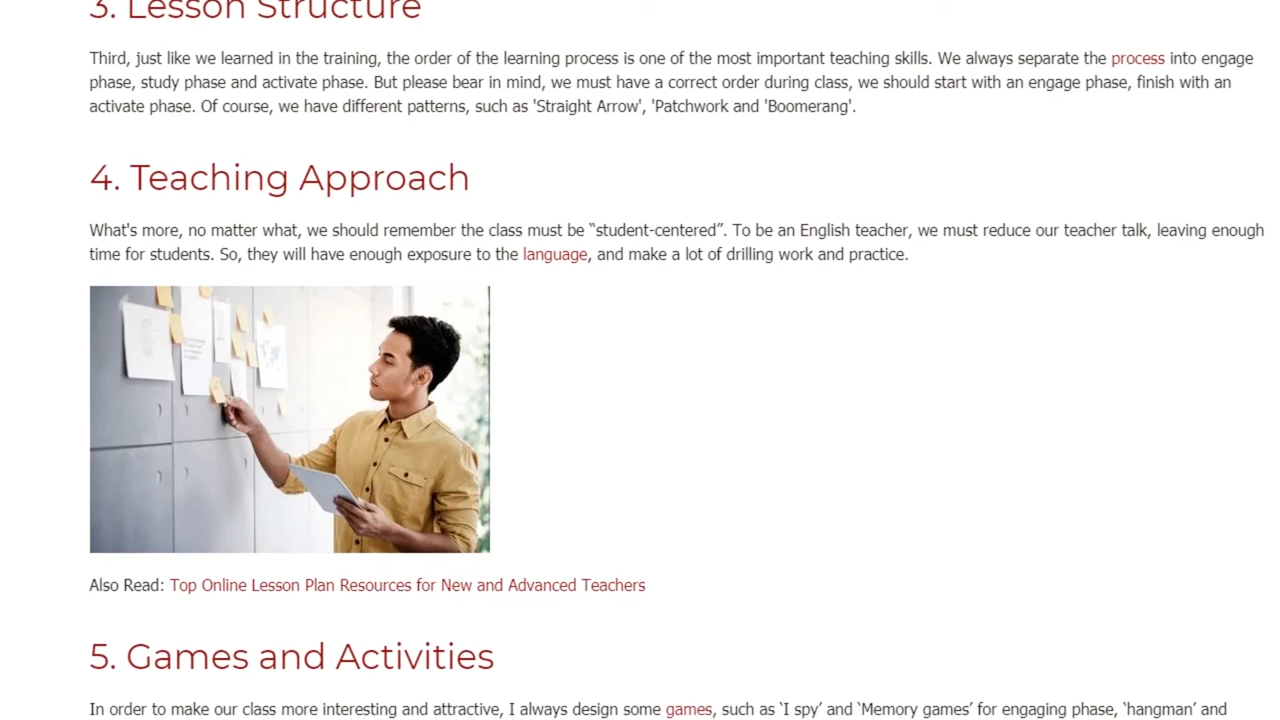 3. Lesson Structure
Third, just like we learned in the training, the order of the learning process is one of the most important teaching skills. We always separate the process into engage
phase, study phase and activate phase. But please bear in mind, we must have a correct order during class, we should start with an engage phase, finish with an
activate phase. Of course, we have different patterns, such as 'Straight Arrow', 'Patchwork and 'Boomerang'.
4. Teaching Approach
What's more, no matter what, we should remember the class must be “student-centered”. To be an English teacher, we must reduce our teacher talk, leaving enough
time for students. So, they will have enough exposure to the language, and make a lot of drilling work and practice.
Also Read: Top Online Lesson Plan Resources for New and Advanced Teachers
5. Games and Activities
In order to make our class more interesting and attractive, I always design some games, such as ‘I spy’ and ‘Memory games’ for engaging phase, ‘hangman’ and